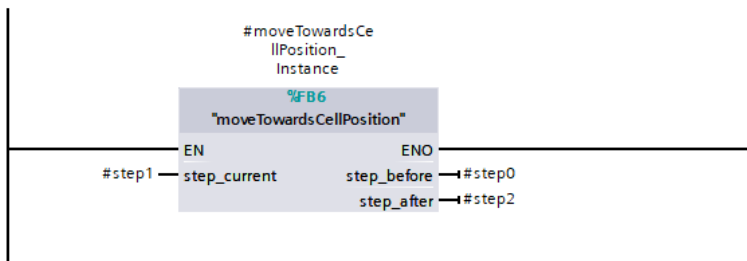 #moveTowardsCe
llPosition_
Instance
%FB6
"moveTowardsCellPosition"
EN ENO
#step1 step_current step_before #step0
step_after #step2